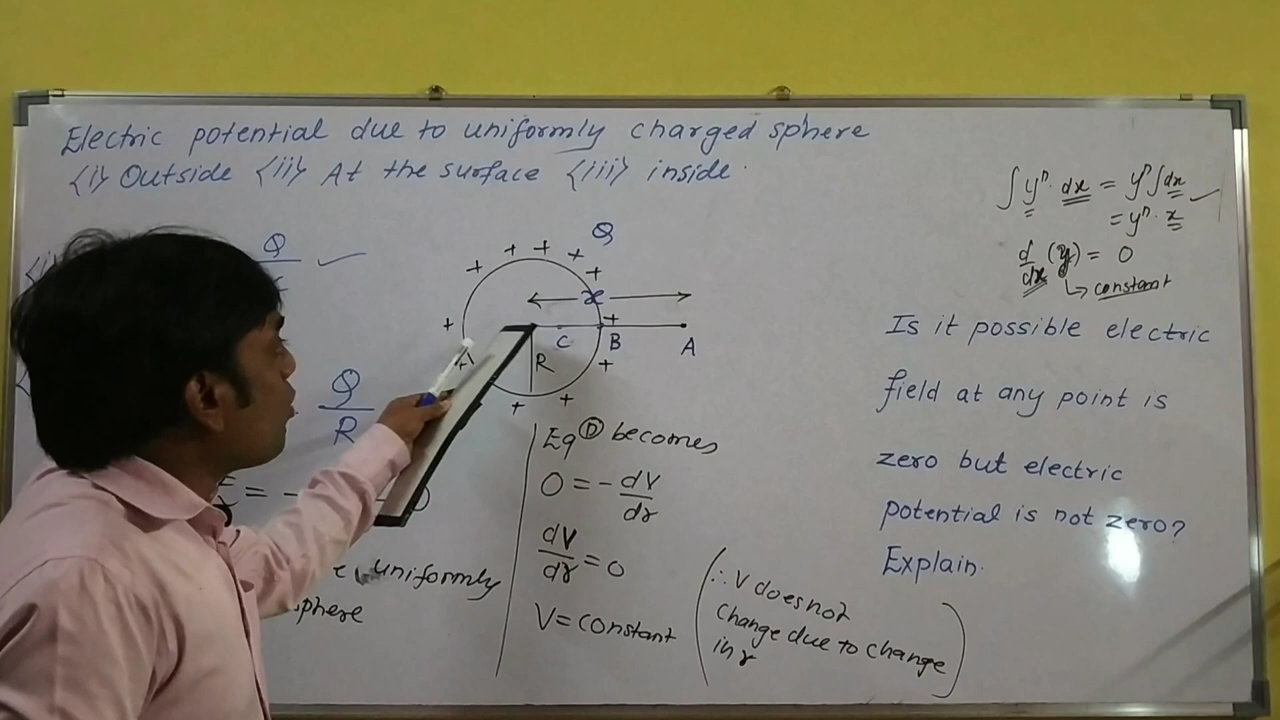 Electric potential due to uniformly charged sphere
<i> Outside <ii> At the surface <iii> inside.
Q
Q
R
= -
uniformly
sphere
Q
+ + + + + + + + + + +
x
C B A
R
Eq ① becomes
0 = - dV/dr
dV/dr = 0
V = constant
(∴ V does not
change due to change
in r)
∫ yⁿ. dx = yⁿ ∫dx
= yⁿ. x
d/dx (y) = 0
↳ constant
Is it possible electric
field at any point is
zero but electric
potential is not zero?
Explain.